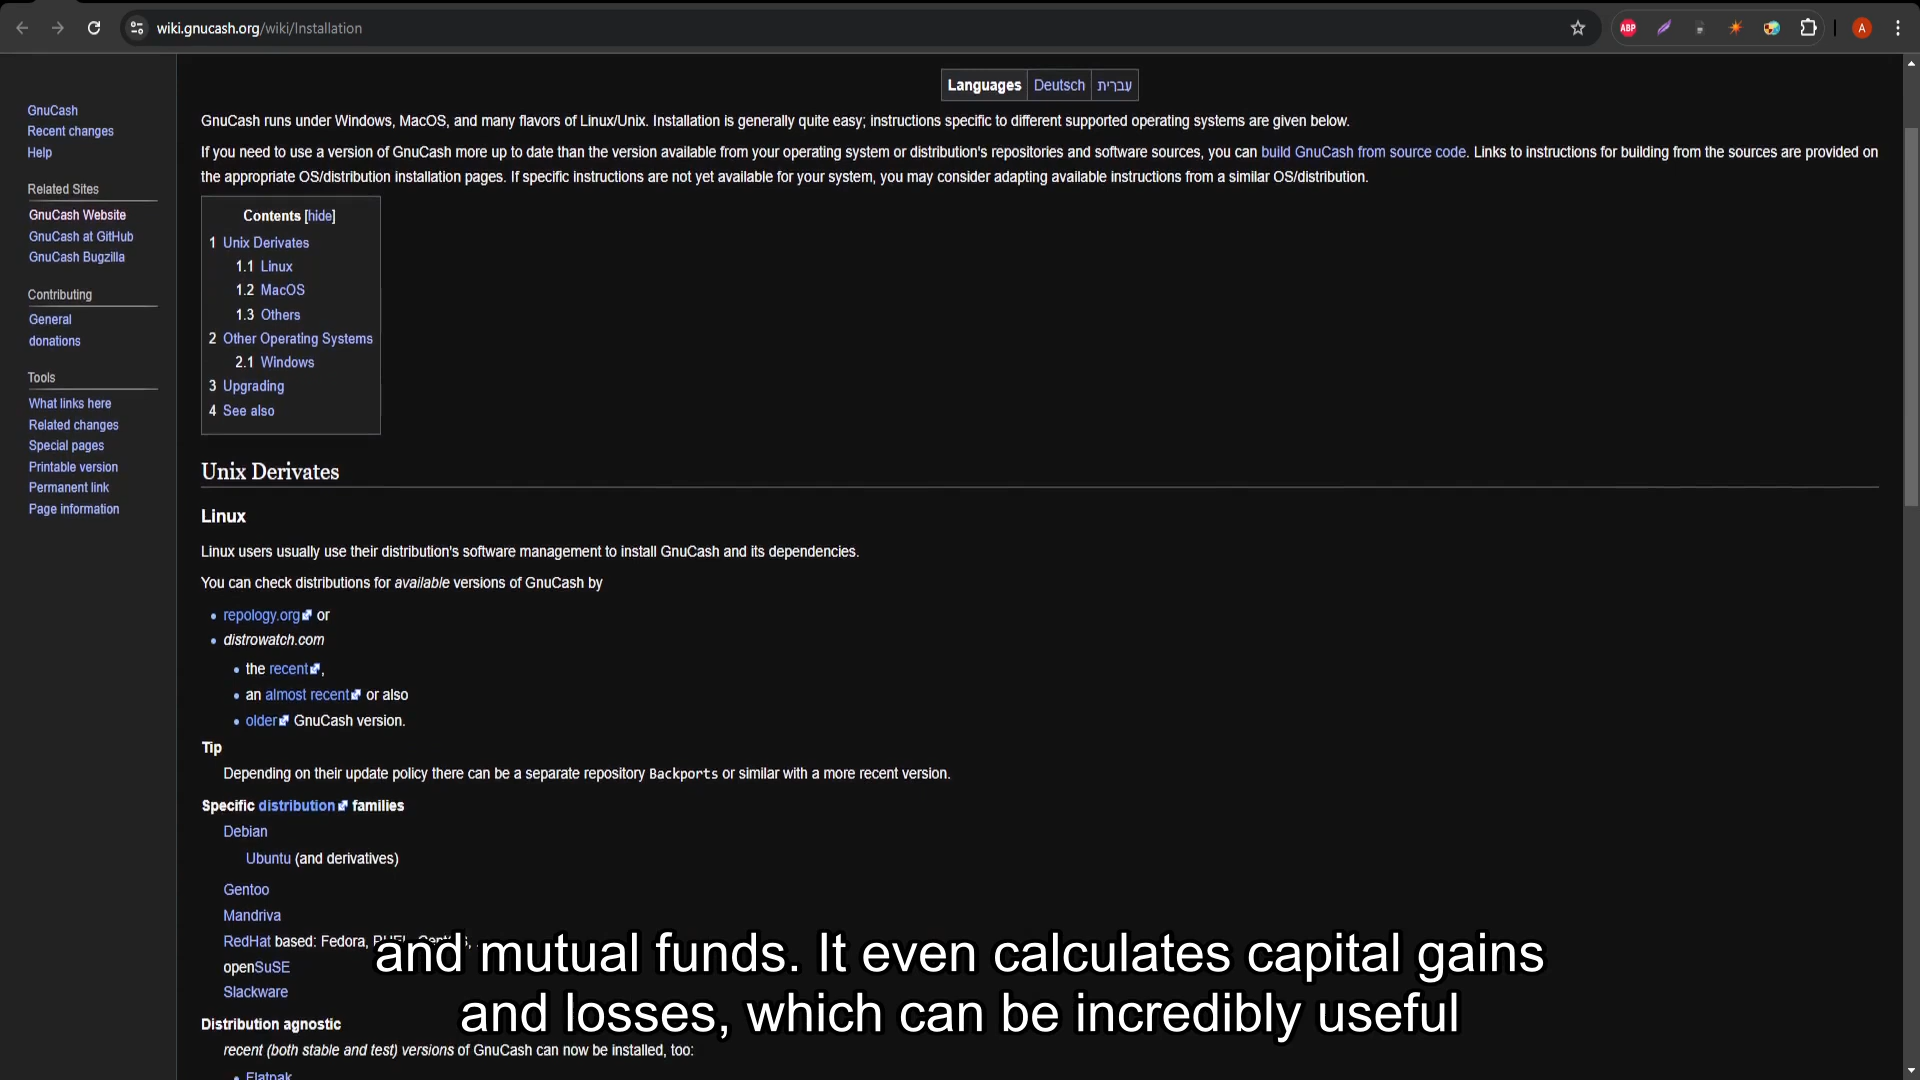 wiki.gnucash.org/wiki/Installation
ABP
A
GnuCash
Recent changes
Help
Related Sites
GnuCash Website
GnuCash at GitHub
GnuCash Bugzilla
Contributing
General
donations
Tools
What links here
Related changes
Special pages
Printable version
Permanent link
Page information
Languages Deutsch עברית
GnuCash runs under Windows, MacOS, and many flavors of Linux/Unix. Installation is generally quite easy; instructions specific to different supported operating systems are given below.
If you need to use a version of GnuCash more up to date than the version available from your operating system or distribution's repositories and software sources, you can build GnuCash from source code. Links to instructions for building from the sources are provided on
the appropriate OS/distribution installation pages. If specific instructions are not yet available for your system, you may consider adapting available instructions from a similar OS/distribution.
Contents [hide]
1 Unix Derivates
1.1 Linux
1.2 MacOS
1.3 Others
2 Other Operating Systems
2.1 Windows
3 Upgrading
4 See also
Unix Derivates
Linux
Linux users usually use their distribution's software management to install GnuCash and its dependencies.
You can check distributions for available versions of GnuCash by
• repology.org or
• distrowatch.com
• the recent,
• an almost recent or also
• older GnuCash version.
Tip
Depending on their update policy there can be a separate repository Backports or similar with a more recent version.
Specific distribution families
Debian
Ubuntu (and derivatives)
Gentoo
Mandriva
RedHat based: Fedora,
openSuSE
Slackware
Distribution agnostic
recent (both stable and test) versions of GnuCash can now be installed, too:
• Flatpak
and mutual funds. It even calculates capital gains
and losses, which can be incredibly useful